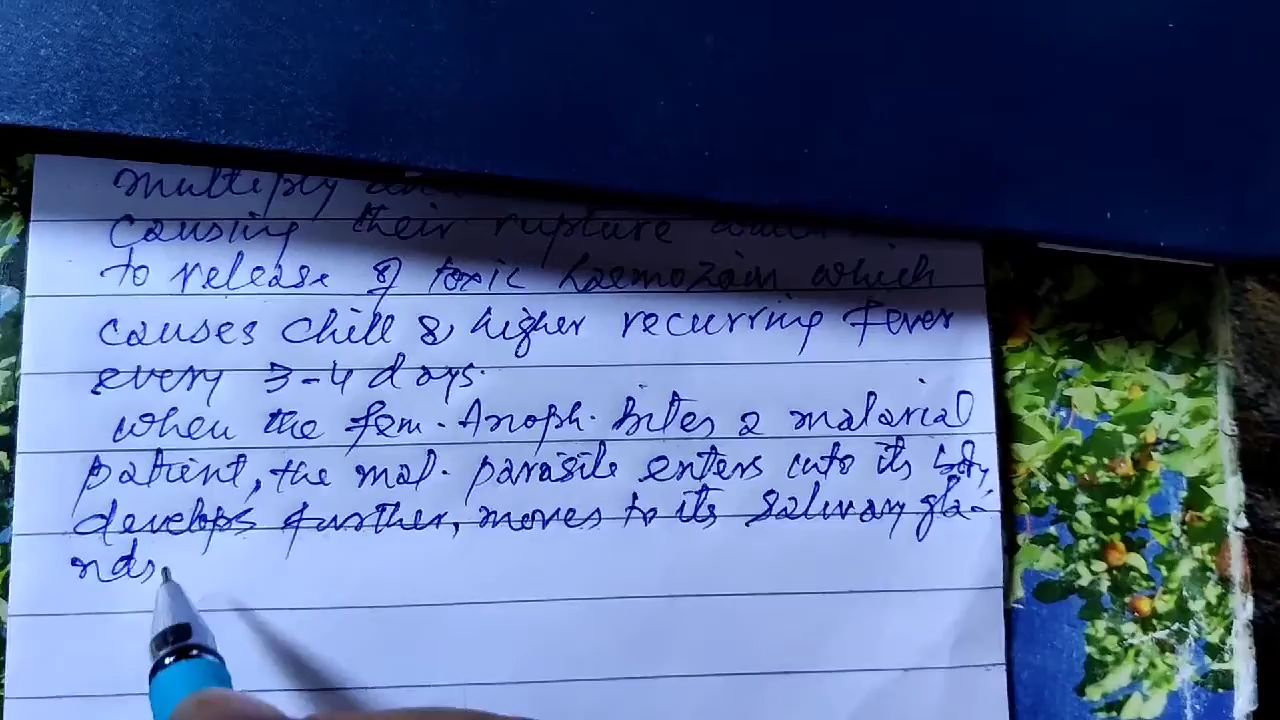 multiply
causing their rupture
to release of toxic haemozoin which
causes chill & higher recurring fever
every 3-4 days.
when the fem. Anoph. bites a malarial
patient, the mal. parasite enters into its body,
develops further, moves to its salivary gla-
nds,